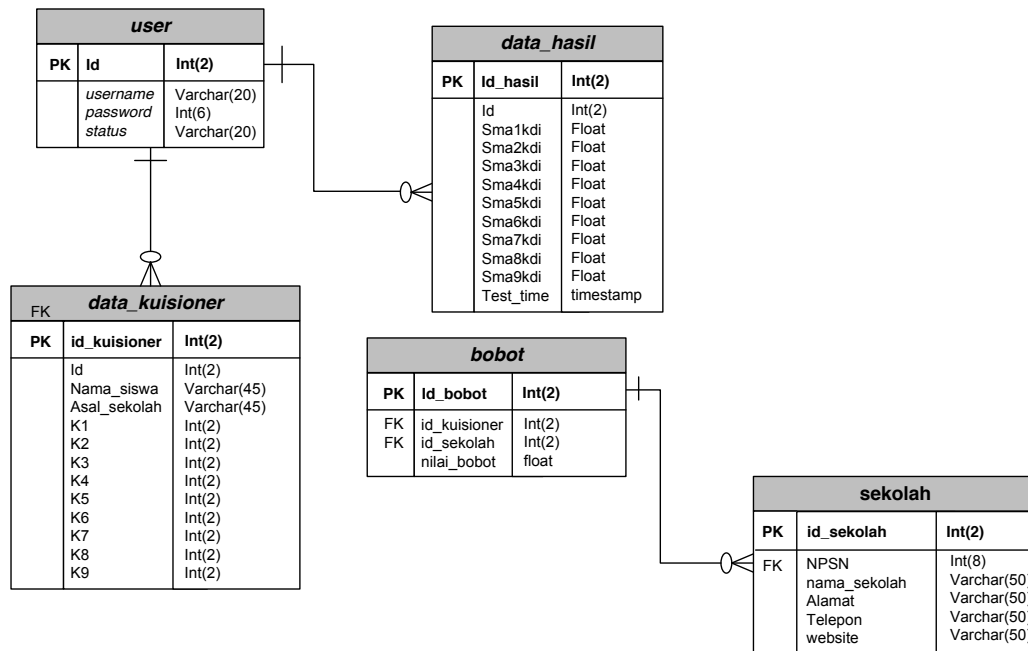 user
PK Id Int(2)
username Varchar(20)
password Int(6)
status Varchar(20)
data_hasil
PK Id_hasil Int(2)
Id Int(2)
Sma1kdi Float
Sma2kdi Float
Sma3kdi Float
Sma4kdi Float
Sma5kdi Float
Sma6kdi Float
Sma7kdi Float
Sma8kdi Float
Sma9kdi Float
Test_time timestamp
FK data_kuisioner
PK id_kuisioner Int(2)
Id Int(2)
Nama_siswa Varchar(45)
Asal_sekolah Varchar(45)
K1 Int(2)
K2 Int(2)
K3 Int(2)
K4 Int(2)
K5 Int(2)
K6 Int(2)
K7 Int(2)
K8 Int(2)
K9 Int(2)
bobot
PK Id_bobot Int(2)
FK id_kuisioner Int(2)
FK id_sekolah Int(2)
nilai_bobot float
sekolah
PK id_sekolah Int(2)
FK NPSN Int(8)
nama_sekolah Varchar(50)
Alamat Varchar(50)
Telepon Varchar(50)
website Varchar(50)